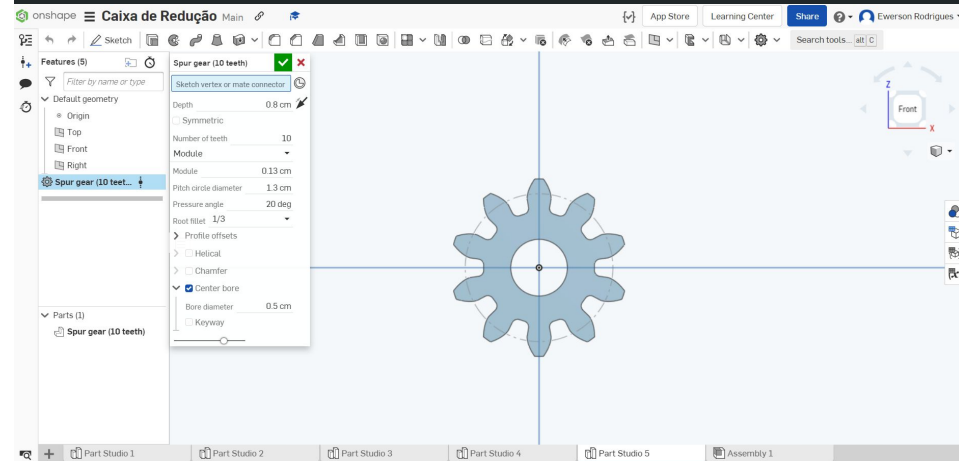 onshape Caixa de Redução Main App Store Learning Center Share Ewerson Rodrigues
Sketch Search tools... alt C
Features (5)
Filter by name or type
Default geometry
Origin
Top
Front
Right
Spur gear (10 teet...
Parts (1)
Spur gear (10 teeth)
Spur gear (10 teeth)
Sketch vertex or mate connector
Depth 0.8 cm
Symmetric
Number of teeth 10
Module
Module 0.13 cm
Pitch circle diameter 1.3 cm
Pressure angle 20 deg
Root fillet 1/3
Profile offsets
Helical
Chamfer
Center bore
Bore diameter 0.5 cm
Keyway
Z
Front
X
Part Studio 1 Part Studio 2 Part Studio 3 Part Studio 4 Part Studio 5 Assembly 1